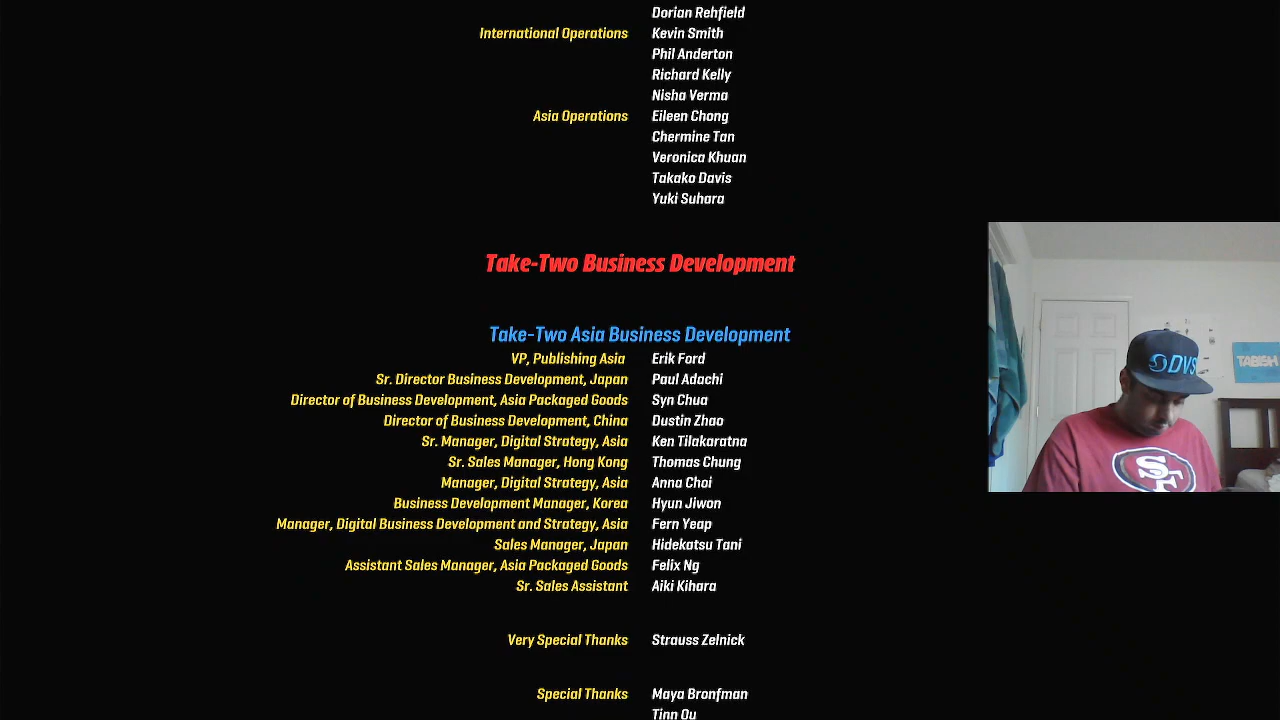 Dorian Rehfield
International Operations Kevin Smith
Phil Anderton
Richard Kelly
Nisha Verma
Asia Operations Eileen Chong
Chermine Tan
Veronica Khuan
Takako Davis
Yuki Suhara
Take-Two Business Development
Take-Two Asia Business Development
VP, Publishing Asia Erik Ford
Sr. Director Business Development, Japan Paul Adachi
Director of Business Development, Asia Packaged Goods Syn Chua
Director of Business Development, China Dustin Zhao
Sr. Manager, Digital Strategy, Asia Ken Tilakaratna
Sr. Sales Manager, Hong Kong Thomas Chung
Manager, Digital Strategy, Asia Anna Choi
Business Development Manager, Korea Hyun Jiwon
Manager, Digital Business Development and Strategy, Asia Fern Yeap
Sales Manager, Japan Hidekatsu Tani
Assistant Sales Manager, Asia Packaged Goods Felix Ng
Sr. Sales Assistant Aiki Kihara
Very Special Thanks Strauss Zelnick
Special Thanks Maya Bronfman
Tinn Ou
DVS
TABISH
SF